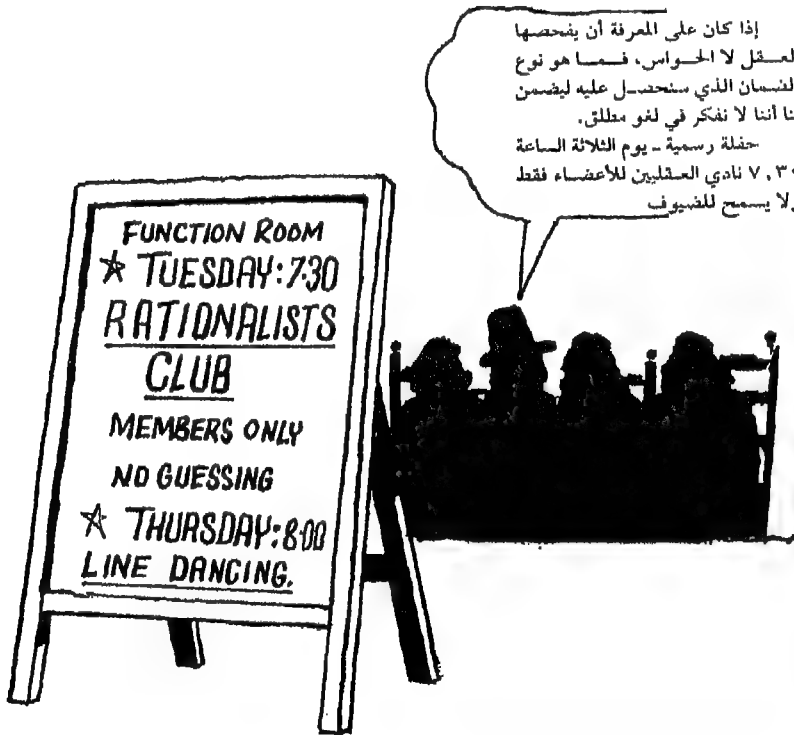 إذا كان على المعرفة أن يفحصها
لعقل لا الحواس، فما هو نوع
لضمان الذي سنحصل عليه ليضمن
نا أننا لا نفكر في لغو مطلق.
حفلة رسمية - يوم الثلاثة الساعة
٧,٣٠ نادي العقليين للأعضاء فقط
لا يسمح للضيوف
FUNCTION ROOM
☆ TUESDAY: 7.30
RATIONALISTS
CLUB
MEMBERS ONLY
NO GUESSING
☆ THURSDAY: 8.00
LINE DANCING.